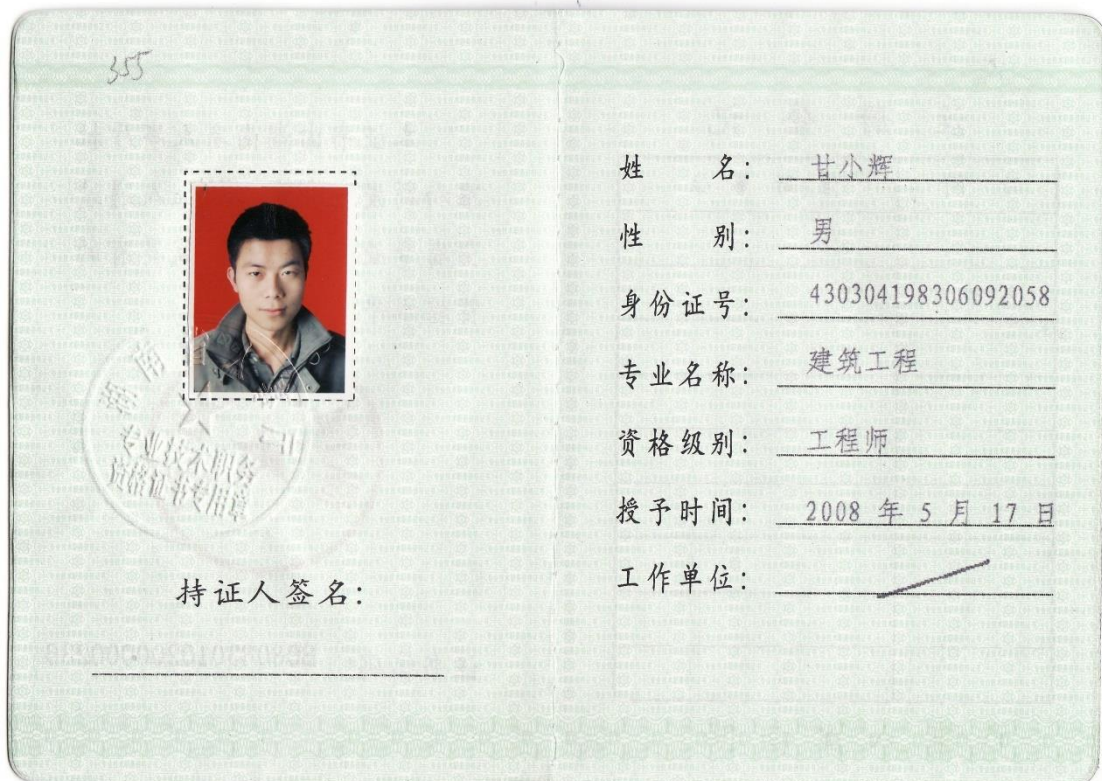 355
专业技术职务
资格证书专用章
持证人签名：
姓 名： 甘小辉
性 别： 男
身份证号： 430304198306092058
专业名称： 建筑工程
资格级别： 工程师
授予时间： 2008 年 5 月 17 日
工作单位：